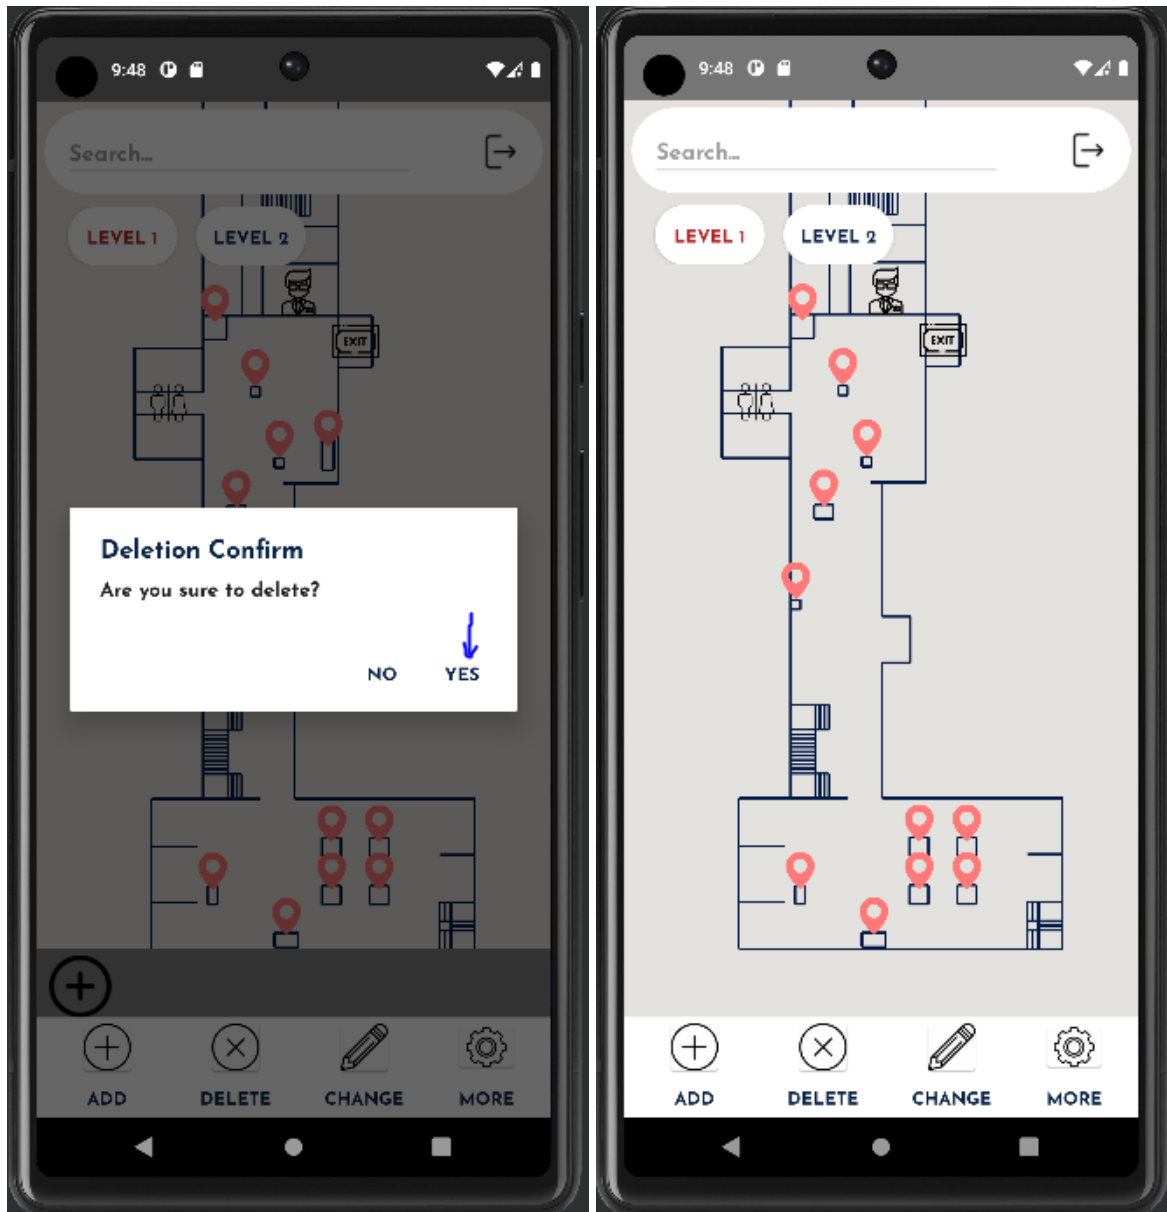 9:48
Search...
LEVEL 1 LEVEL 2
EXIT
Deletion Confirm
Are you sure to delete?
NO YES
ADD DELETE CHANGE MORE
9:48
Search...
LEVEL 1 LEVEL 2
EXIT
ADD DELETE CHANGE MORE